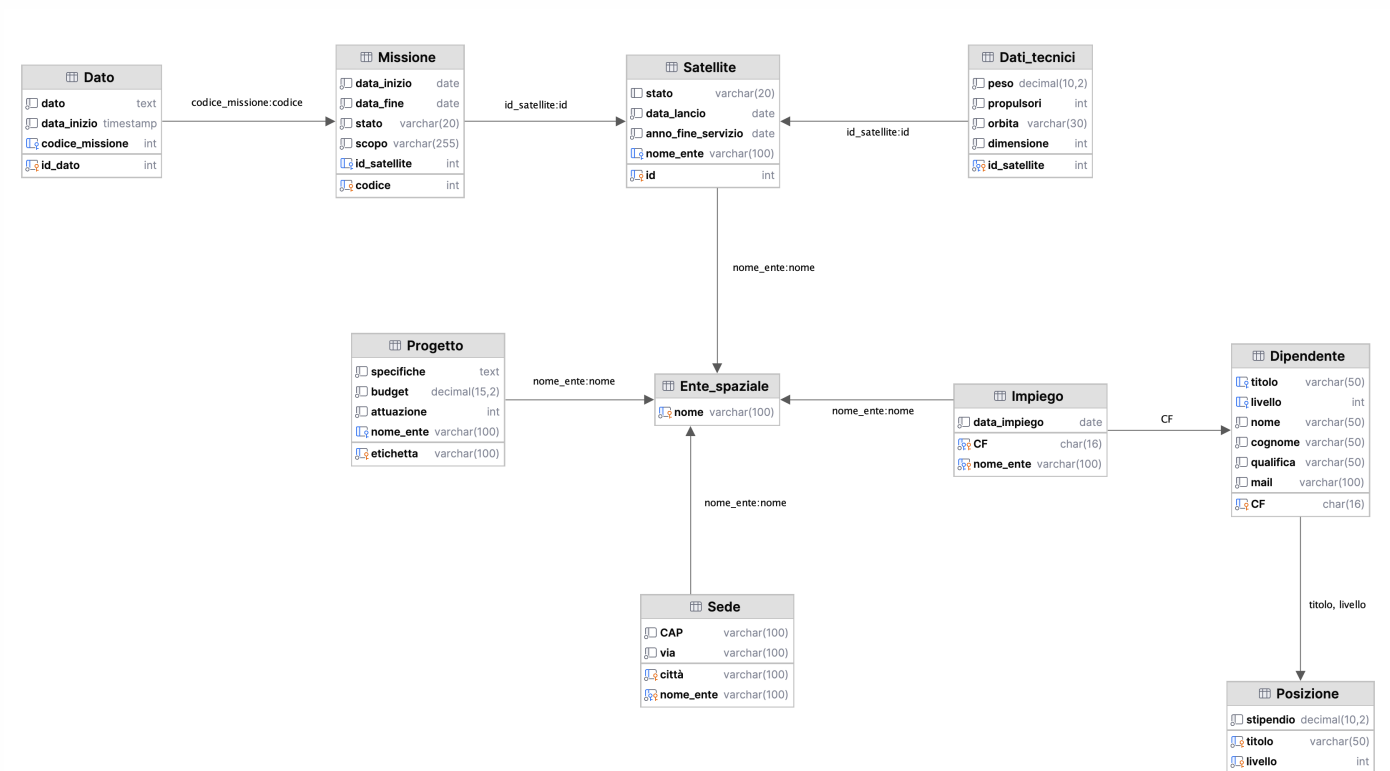 Dato
dato text
data_inizio timestamp
codice_missione int
id_dato int
codice_missione:codice
Missione
data_inizio date
data_fine date
stato varchar(20)
scopo varchar(255)
id_satellite int
codice int
id_satellite:id
Satellite
stato varchar(20)
data_lancio date
anno_fine_servizio date
nome_ente varchar(100)
id int
id_satellite:id
Dati_tecnici
peso decimal(10,2)
propulsori int
orbita varchar(30)
dimensione int
id_satellite int
nome_ente:nome
Progetto
specifiche text
budget decimal(15,2)
attuazione int
nome_ente varchar(100)
etichetta varchar(100)
nome_ente:nome
Ente_spaziale
nome varchar(100)
nome_ente:nome
Impiego
data_impiego date
CF char(16)
nome_ente varchar(100)
CF
Dipendente
titolo varchar(50)
livello int
nome varchar(50)
cognome varchar(50)
qualifica varchar(50)
mail varchar(100)
CF char(16)
nome_ente:nome
Sede
CAP varchar(100)
via varchar(100)
città varchar(100)
nome_ente varchar(100)
titolo, livello
Posizione
stipendio decimal(10,2)
titolo varchar(50)
livello int